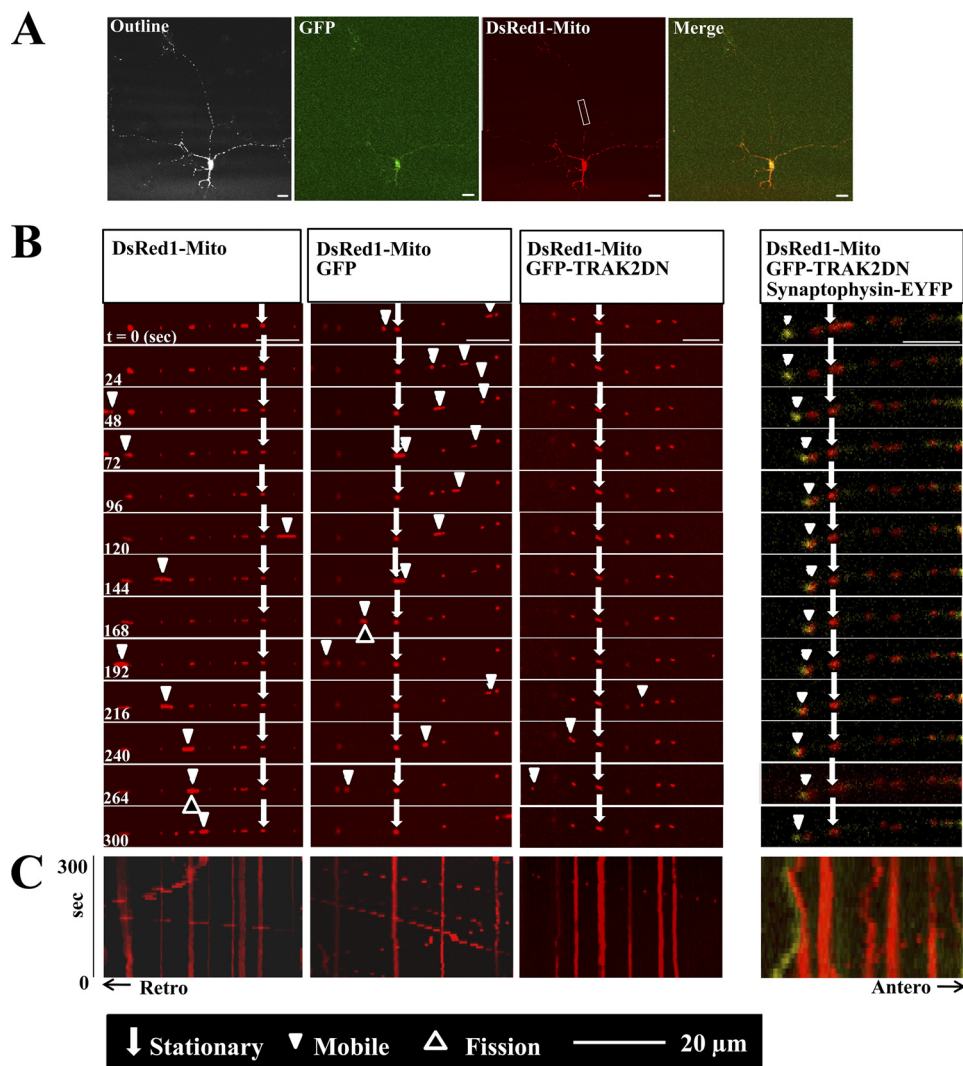 A
Outline
GFP
DsRed1-Mito
Merge
B
DsRed1-Mito
DsRed1-Mito
GFP
DsRed1-Mito
GFP-TRAK2DN
DsRed1-Mito
GFP-TRAK2DN
Synaptophysin-EYFP
t = 0 (sec)
24
48
72
96
120
144
168
192
216
240
264
300
C
300
sec
0
Retro
Antero
Stationary
Mobile
Fission
20 µm